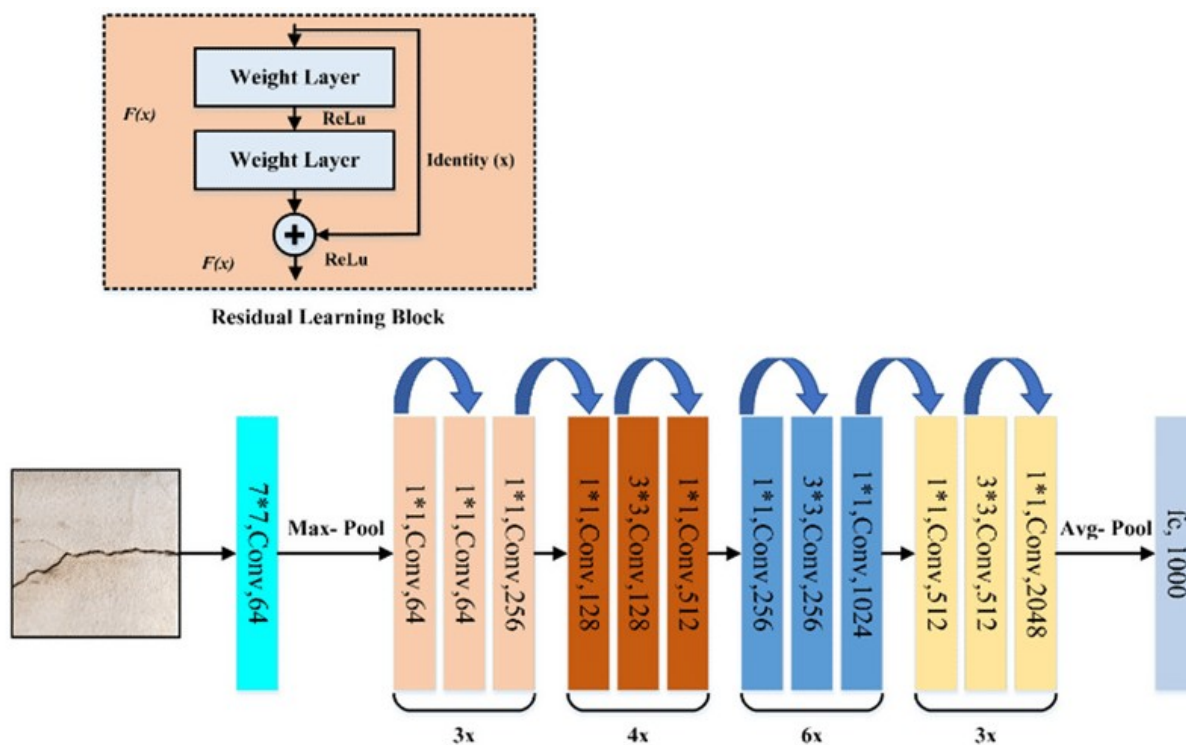 Weight Layer
F(x)
ReLu
Weight Layer
Identity (x)
+
F(x)
ReLu
Residual Learning Block
7*7,Conv,64
Max- Pool
1*1,Conv,64
1*1,Conv,64
1*1,Conv,256
1*1,Conv,128
3*3,Conv,128
1*1,Conv,512
1*1,Conv,256
3*3,Conv,256
1*1,Conv,1024
1*1,Conv,512
3*3,Conv,512
1*1,Conv,2048
Avg- Pool
fc, 1000
3x
4x
6x
3x